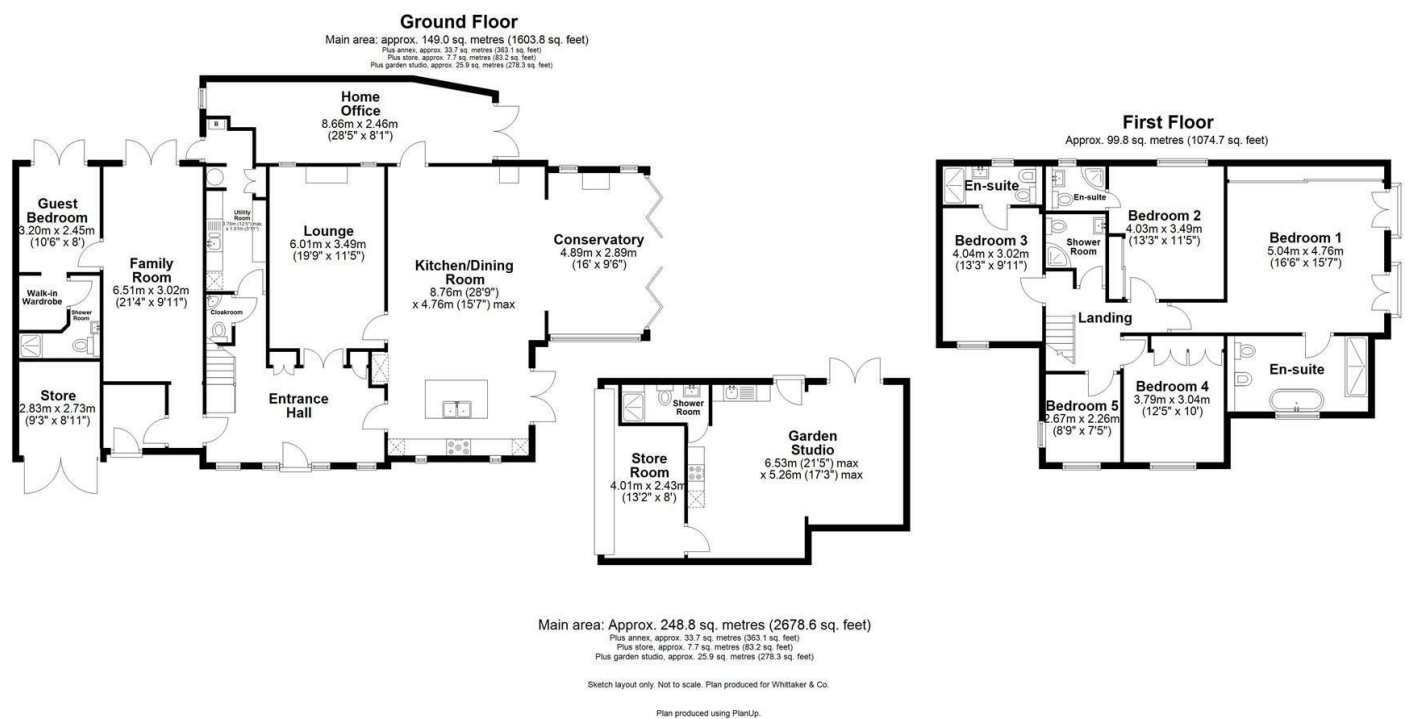 Ground Floor
Main area: approx. 149.0 sq. metres (1603.8 sq. feet)
Plus annex, approx. 33.7 sq. metres (363.1 sq. feet)
Plus store, approx. 7.7 sq. metres (83.2 sq. feet)
Plus garden studio, approx. 25.9 sq. metres (278.3 sq. feet)
Home
Office
8.66m x 2.46m
(28'5" x 8'1")
B
Guest
Bedroom
3.20m x 2.45m
(10'6" x 8')
Family
Room
6.51m x 3.02m
(21'4" x 9'11")
Utility
Room
Lounge
6.01m x 3.49m
(19'9" x 11'5")
Kitchen/Dining
Room
8.76m (28'9")
x 4.76m (15'7") max
Conservatory
4.89m x 2.89m
(16' x 9'6")
Walk-in
Wardrobe
Shower
Room
Cloakroom
Store
2.83m x 2.73m
(9'3" x 8'11")
Entrance
Hall
Shower
Room
Store
Room
4.01m x 2.43m
(13'2" x 8')
Garden
Studio
6.53m (21'5") max
x 5.26m (17'3") max
First Floor
Approx. 99.8 sq. metres (1074.7 sq. feet)
En-suite
En-suite
Bedroom 2
4.03m x 3.49m
(13'3" x 11'5")
Bedroom 3
4.04m x 3.02m
(13'3" x 9'11")
Shower
Room
Bedroom 1
5.04m x 4.76m
(16'6" x 15'7")
Landing
En-suite
Bedroom 4
3.79m x 3.04m
(12'5" x 10')
Bedroom 5
2.67m x 2.26m
(8'9" x 7'5")
Main area: Approx. 248.8 sq. metres (2678.6 sq. feet)
Plus annex, approx. 33.7 sq. metres (363.1 sq. feet)
Plus store, approx. 7.7 sq. metres (83.2 sq. feet)
Plus garden studio, approx. 25.9 sq. metres (278.3 sq. feet)
Sketch layout only. Not to scale. Plan produced for Whittaker & Co.
Plan produced using PlanUp.